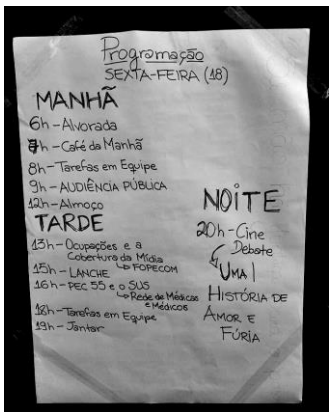 Programação
SEXTA-FEIRA (18)
MANHÃ
6h - Alvorada
7h - Café da Manhã
8h - Tarefas em Equipe
9h - AUDIÊNCIA PÚBLICA
12h - Almoço
TARDE
13h - Ocupações e a
Cobertura da Mídia
↳ FOPECOM
15h - LANCHE
16h - PEC 55 e o SUS
↳ Rede de Médicas
e Médicos
18h - Tarefas em Equipe
19h - Jantar
NOITE
20h - Cine
Debate
UMA
HISTÓRIA DE
AMOR E
FÚRIA